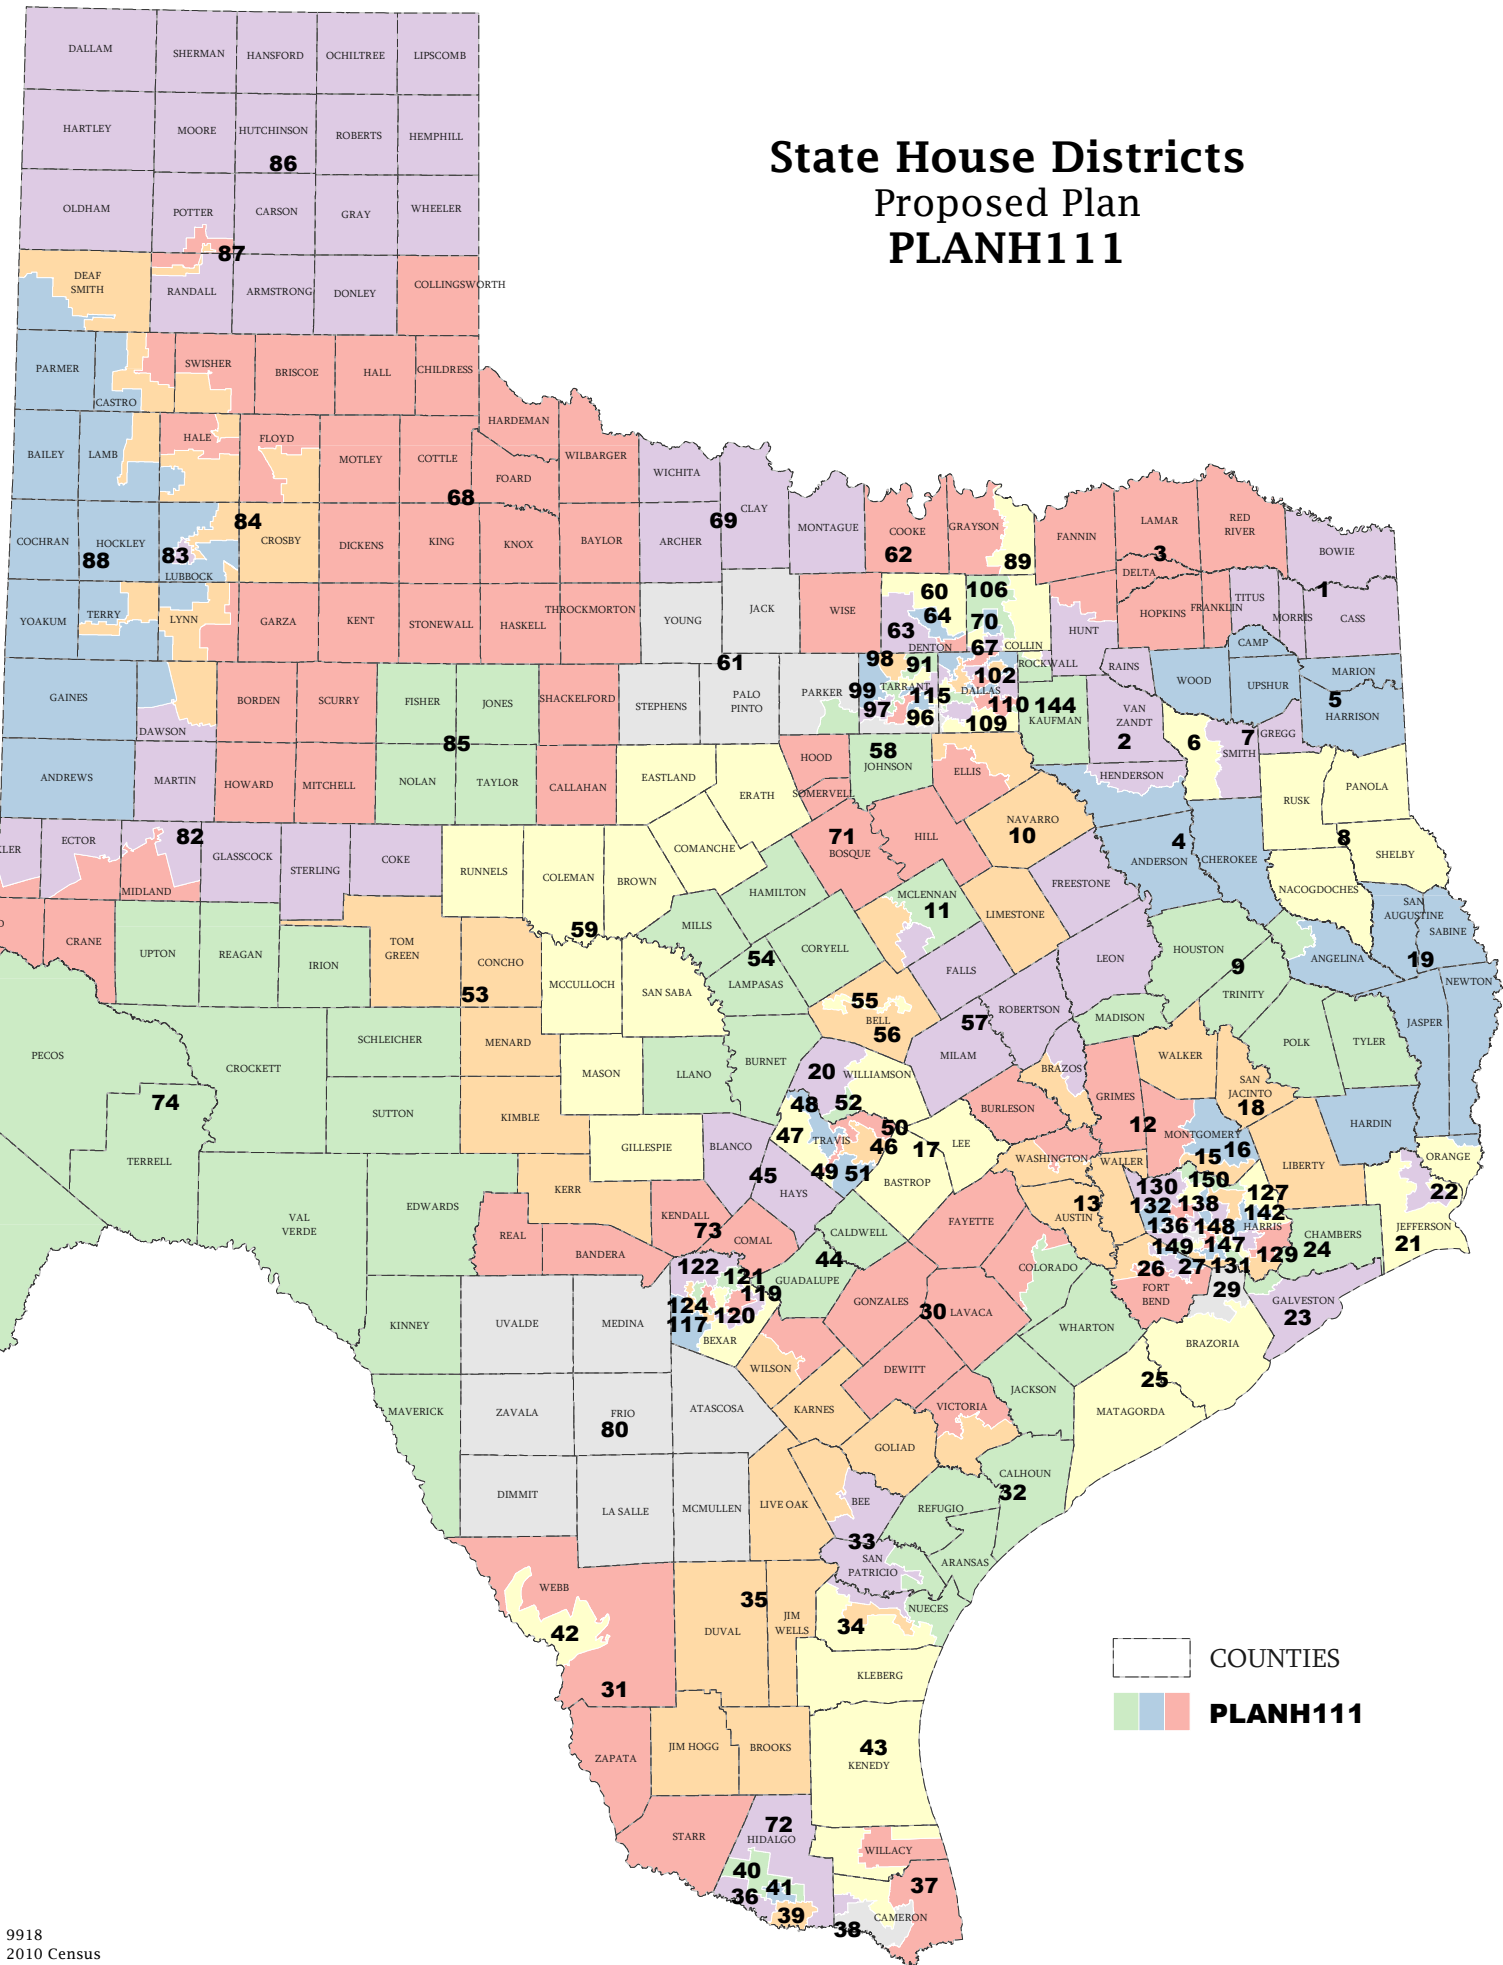 State House Districts
Proposed Plan
PLANH111
DALLAM
SHERMAN
HANSFORD
OCHILTREE
LIPSCOMB
HARTLEY
MOORE
HUTCHINSON
ROBERTS
HEMPHILL
86
OLDHAM
POTTER
CARSON
GRAY
WHEELER
87
DEAF
SMITH
RANDALL
ARMSTRONG
DONLEY
COLLINGSWORTH
PARMER
CASTRO
SWISHER
BRISCOE
HALL
CHILDRESS
HARDEMAN
BAILEY
LAMB
HALE
FLOYD
MOTLEY
COTTLE
FOARD
WILBARGER
WICHITA
CLAY
68
69
84
COCHRAN
HOCKLEY
88
83
LUBBOCK
CROSBY
DICKENS
KING
KNOX
BAYLOR
ARCHER
MONTAGUE
COOKE
62
GRAYSON
89
FANNIN
LAMAR
RED
RIVER
3
DELTA
BOWIE
1
YOAKUM
TERRY
LYNN
GARZA
KENT
STONEWALL
HASKELL
THROCKMORTON
YOUNG
JACK
WISE
60
106
64
70
63
DENTON
67
COLLIN
HUNT
HOPKINS
FRANKLIN
TITUS
MORRIS
CASS
CAMP
61
98
91
102
ROCKWALL
RAINS
WOOD
UPSHUR
MARION
5
HARRISON
GAINES
DAWSON
BORDEN
SCURRY
FISHER
JONES
SHACKELFORD
STEPHENS
PALO
PINTO
PARKER
99
TARRANT
115
DALLAS
97
96
110
109
144
KAUFMAN
VAN
ZANDT
2
6
7
SMITH
GREGG
85
ANDREWS
MARTIN
HOWARD
MITCHELL
NOLAN
TAYLOR
CALLAHAN
EASTLAND
ERATH
HOOD
SOMERVELL
58
JOHNSON
ELLIS
HENDERSON
RUSK
PANOLA
KLER
ECTOR
82
MIDLAND
GLASSCOCK
STERLING
COKE
RUNNELS
COLEMAN
BROWN
COMANCHE
71
BOSQUE
HILL
NAVARRO
10
4
ANDERSON
CHEROKEE
8
SHELBY
NACOGDOCHES
CRANE
UPTON
REAGAN
IRION
TOM
GREEN
CONCHO
53
59
MILLS
HAMILTON
MCLENNAN
11
LIMESTONE
FREESTONE
SAN
AUGUSTINE
SABINE
19
HOUSTON
9
ANGELINA
NEWTON
MCCULLOCH
SAN SABA
54
LAMPASAS
CORYELL
FALLS
LEON
TRINITY
55
BELL
56
57
ROBERTSON
MADISON
JASPER
PECOS
CROCKETT
SCHLEICHER
MENARD
MASON
LLANO
BURNET
MILAM
WALKER
POLK
TYLER
74
SUTTON
KIMBLE
20
WILLIAMSON
BRAZOS
GRIMES
SAN
JACINTO
18
48
52
BURLESON
12
MONTGOMERY
HARDIN
TERRELL
GILLESPIE
BLANCO
47
TRAVIS
50
46
17
LEE
WASHINGTON
WALLER
15
16
LIBERTY
ORANGE
45
49
51
BASTROP
130
150
127
22
VAL
VERDE
EDWARDS
KERR
HAYS
13
AUSTIN
132
138
142
REAL
KENDALL
73
COMAL
CALDWELL
FAYETTE
136
148
HARRIS
CHAMBERS
24
JEFFERSON
21
BANDERA
44
149
147
129
122
121
GUADALUPE
COLORADO
26
27
131
FORT
BEND
29
119
124
117
120
BEXAR
GONZALES
30
LAVACA
GALVESTON
23
KINNEY
UVALDE
MEDINA
WHARTON
BRAZORIA
WILSON
DEWITT
JACKSON
25
MATAGORDA
MAVERICK
ZAVALA
FRIO
80
ATASCOSA
KARNES
VICTORIA
GOLIAD
CALHOUN
32
DIMMIT
LA SALLE
MCMULLEN
LIVE OAK
BEE
REFUGIO
33
SAN
PATRICIO
ARANSAS
WEBB
42
35
DUVAL
JIM
WELLS
34
NUECES
31
KLEBERG
COUNTIES
PLANH111
ZAPATA
JIM HOGG
BROOKS
43
KENEDY
STARR
72
HIDALGO
WILLACY
40
36
41
37
39
38
CAMERON
9918
2010 Census